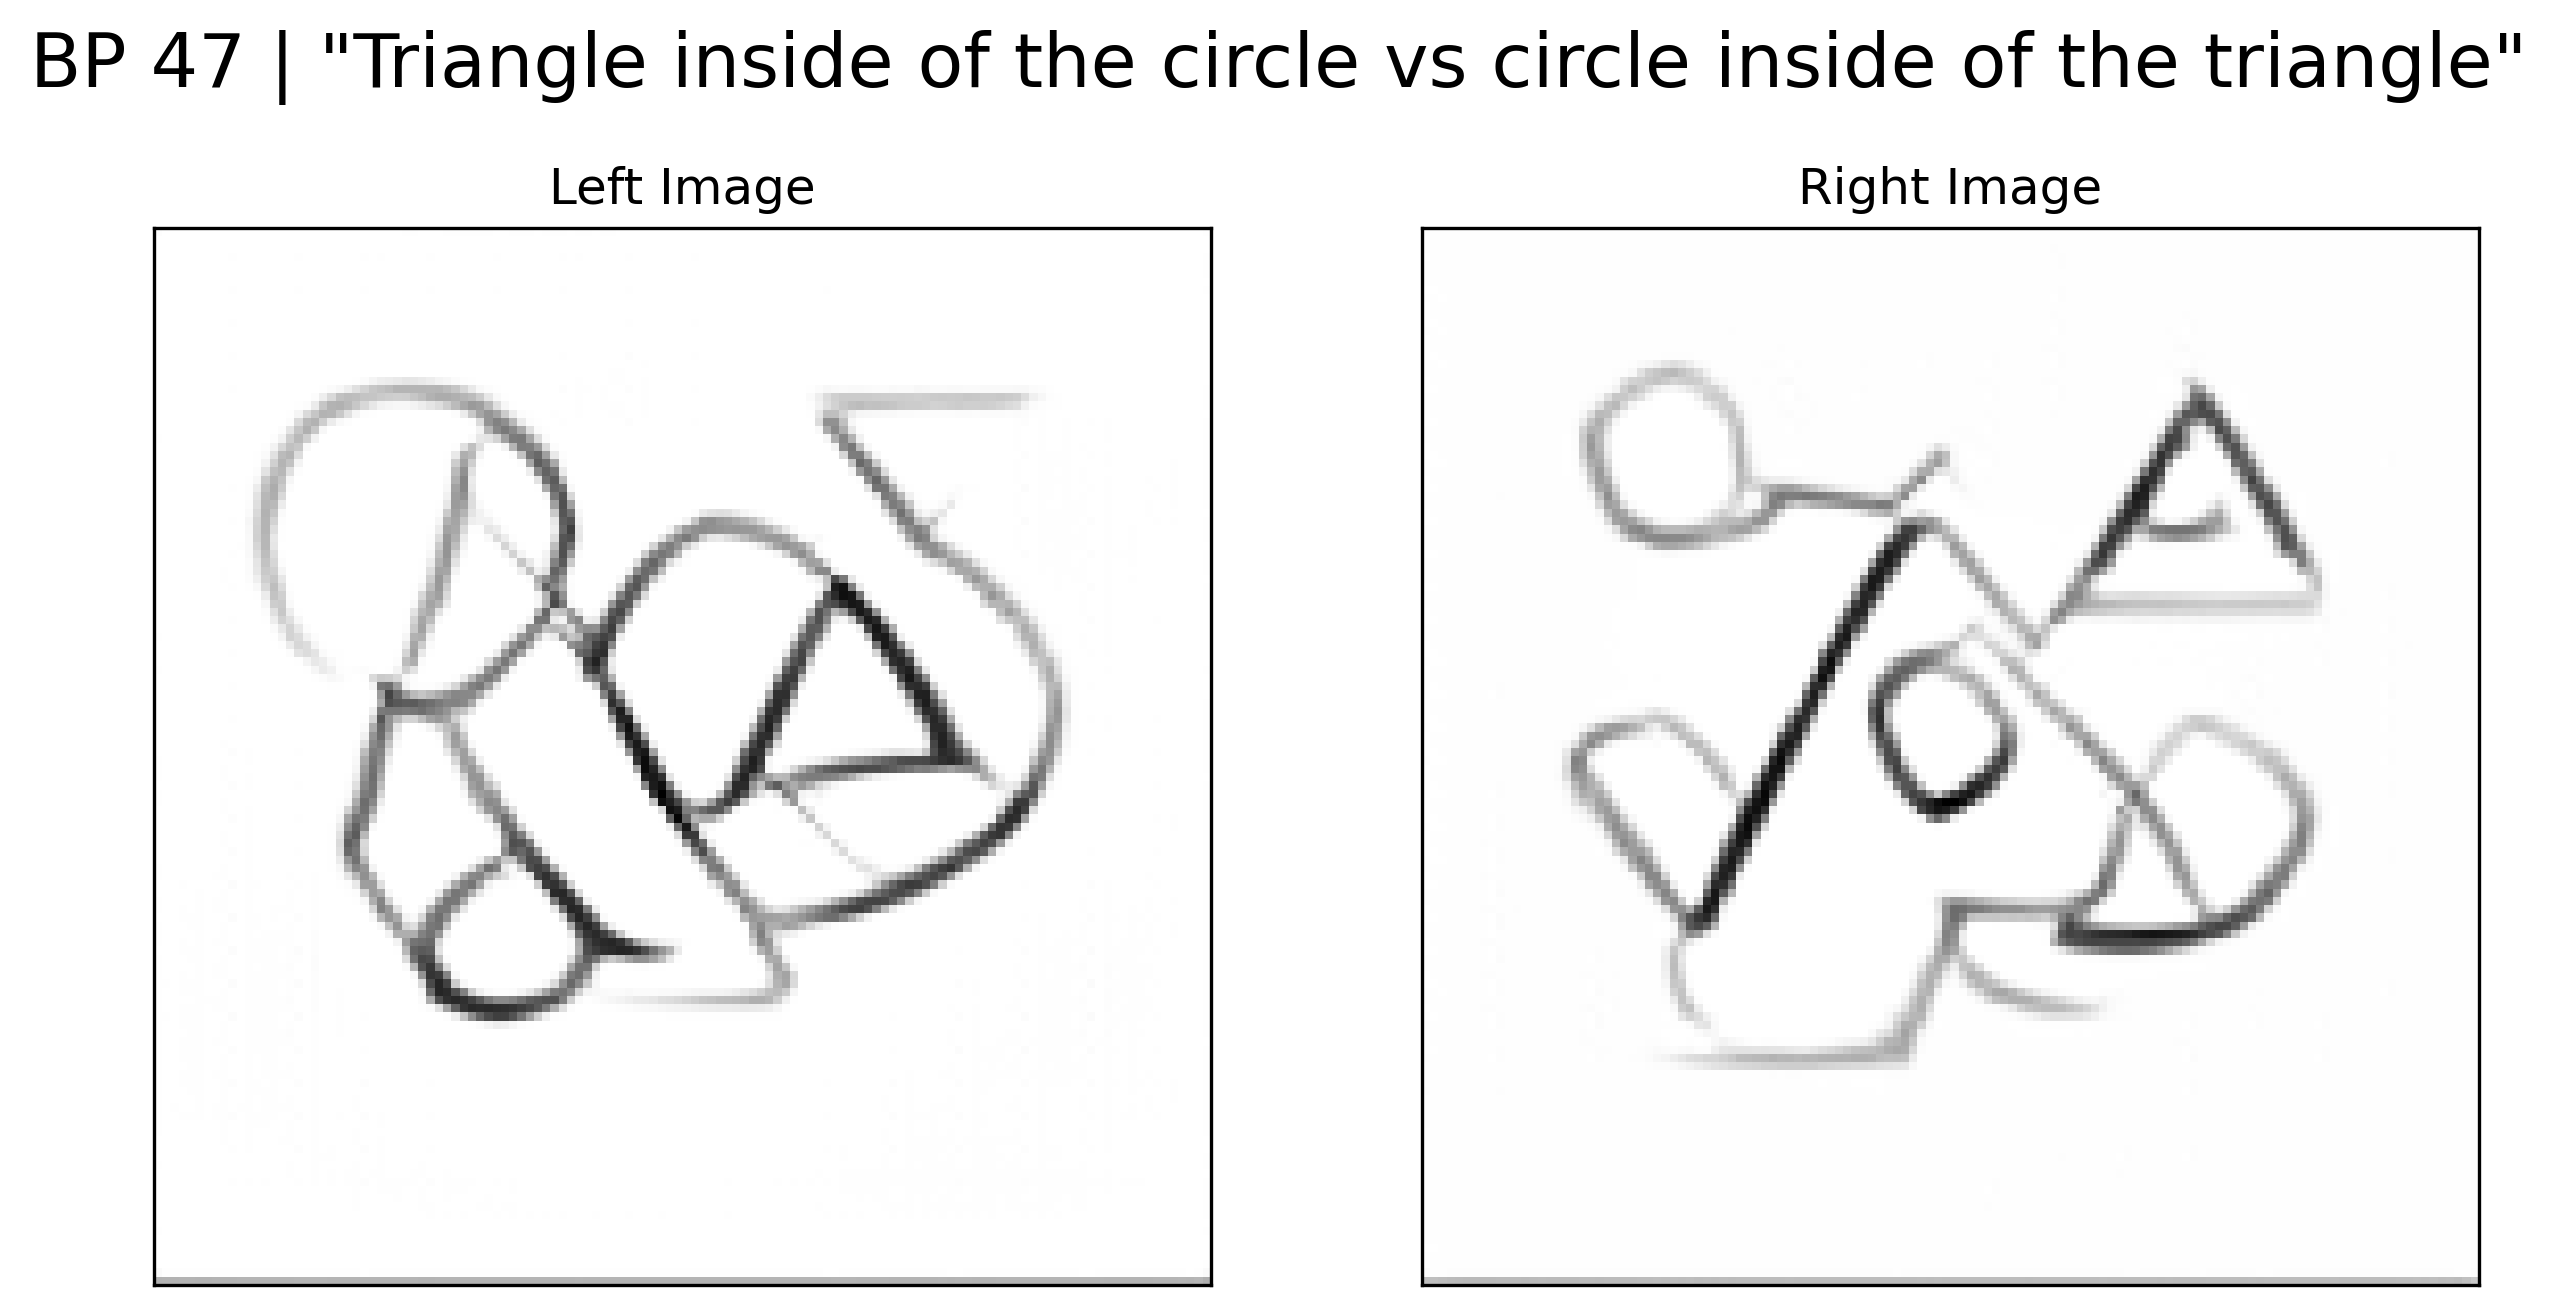 BP 47 | "Triangle inside of the circle vs circle inside of the triangle"
Left Image
Right Image